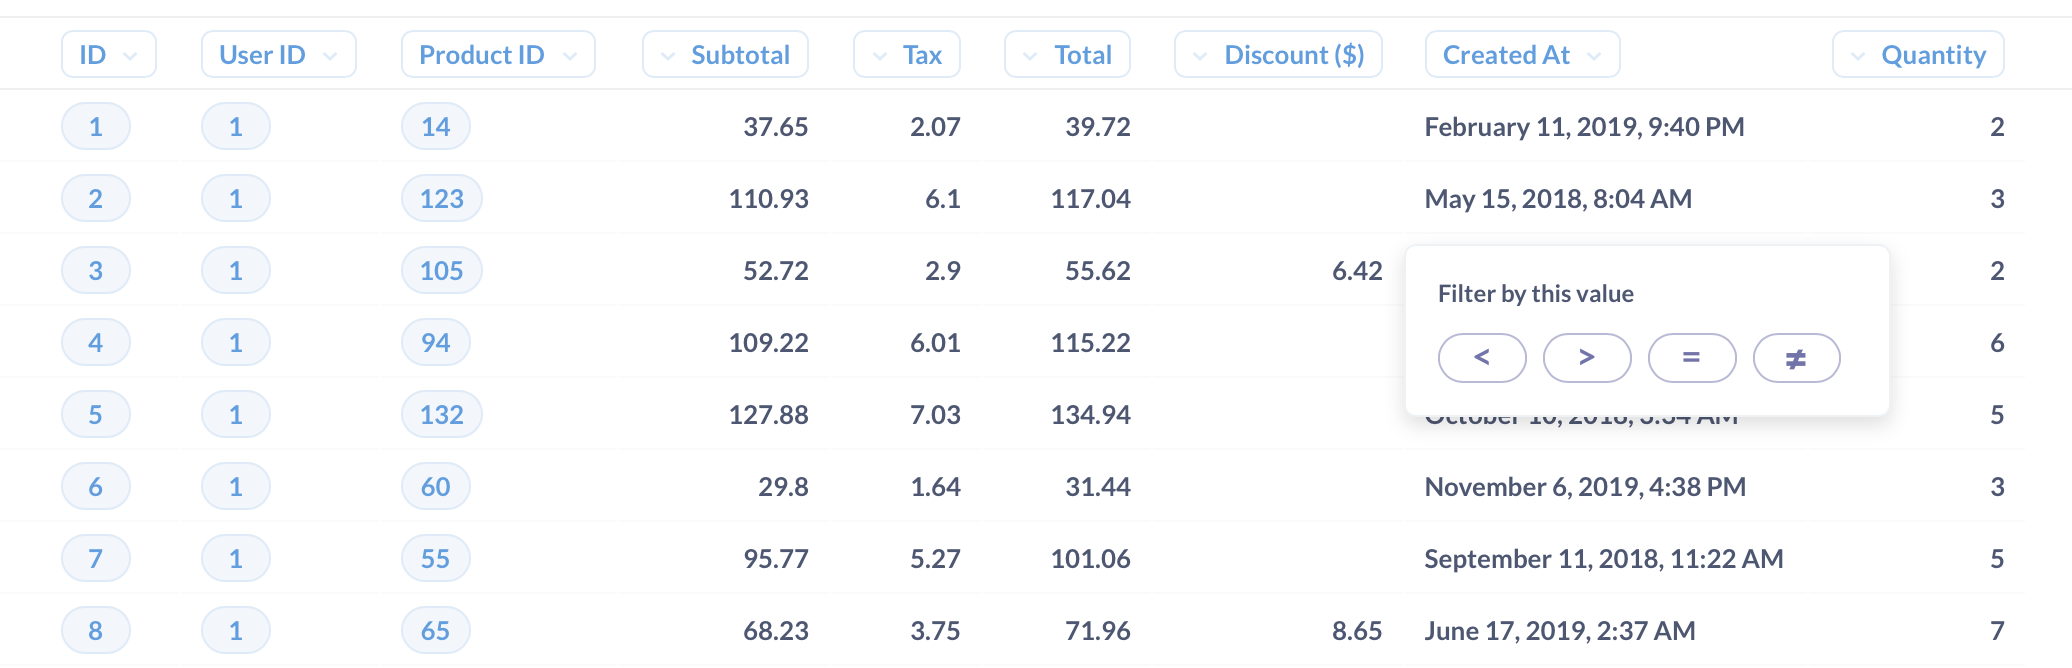 ID User ID Product ID Subtotal Tax Total Discount ($) Created At Quantity
1 1 14 37.65 2.07 39.72 February 11, 2019, 9:40 PM 2
2 1 123 110.93 6.1 117.04 May 15, 2018, 8:04 AM 3
3 1 105 52.72 2.9 55.62 6.42 2
Filter by this value
4 1 94 109.22 6.01 115.22 6
< > = ≠
5 1 132 127.88 7.03 134.94 October 10, 2018, AM 5
6 1 60 29.8 1.64 31.44 November 6, 2019, 4:38 PM 3
7 1 55 95.77 5.27 101.06 September 11, 2018, 11:22 AM 5
8 1 65 68.23 3.75 71.96 8.65 June 17, 2019, 2:37 AM 7